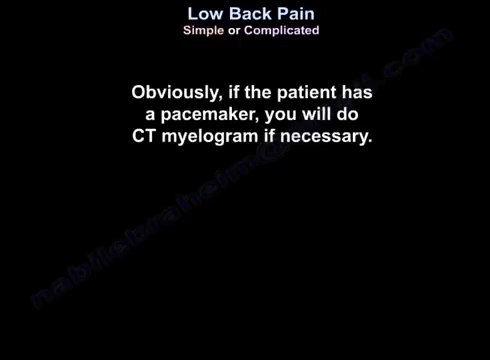 Low Back Pain
Simple or Complicated
Obviously, if the patient has
a pacemaker, you will do
CT myelogram if necessary.